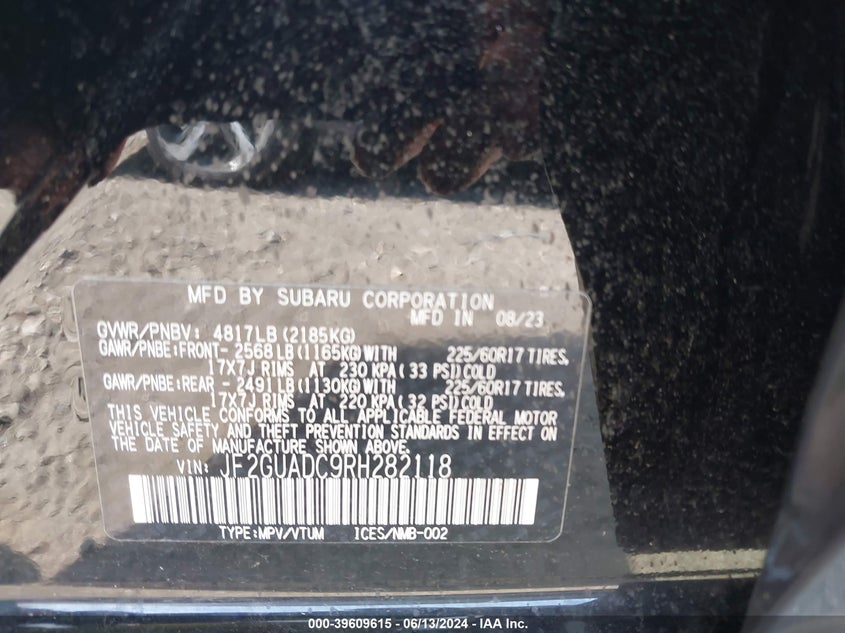 MFD BY SUBARU CORPORATION
MFD IN 08/23
GVWR/PNBV: 4817LB (2185KG)
GAWR/PNBE:FRONT- 2568LB (1165KG) WITH 225/60R17 TIRES,
17X7J RIMS AT 230 KPA ( 33 PSI) COLD
GAWR/PNBE:REAR - 2491LB (1130KG) WITH 225/60R17 TIRES,
17X7J RIMS AT 220 KPA ( 32 PSI) COLD
THIS VEHICLE CONFORMS TO ALL APPLICABLE FEDERAL MOTOR
VEHICLE SAFETY AND THEFT PREVENTION STANDARDS IN EFFECT ON
THE DATE OF MANUFACTURE SHOWN ABOVE.
VIN: JF2GUADC9RH282118
TYPE:MPV/VTUM ICES/NMB-002
000-39609615 - 06/13/2024 - IAA Inc.